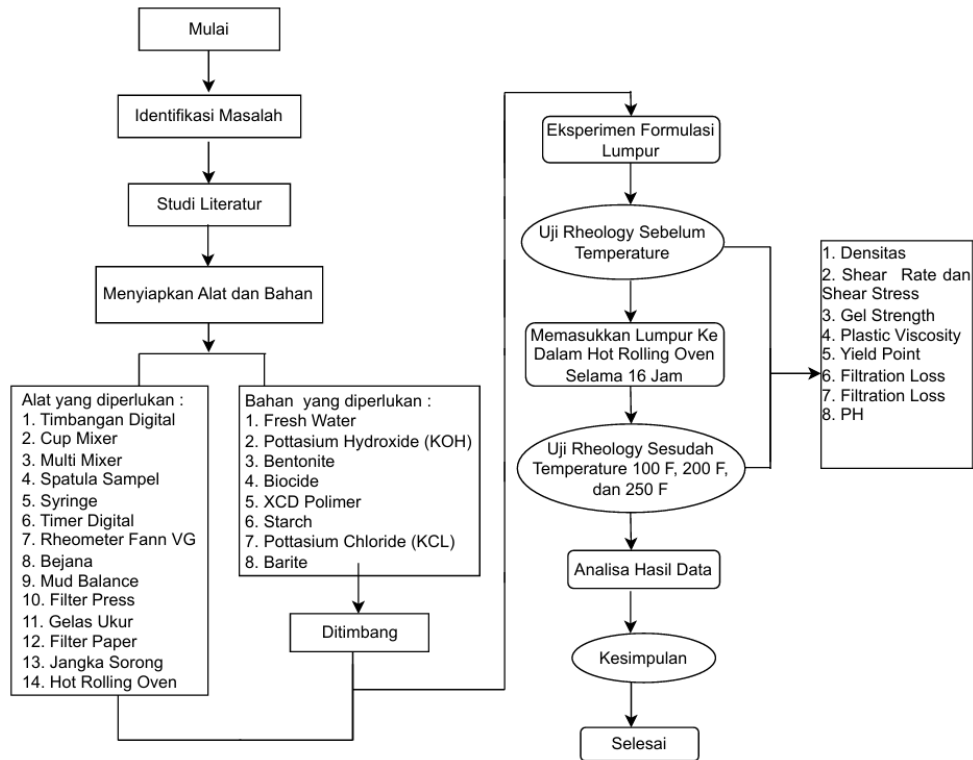 Mulai
Identifikasi Masalah
Studi Literatur
Menyiapkan Alat dan Bahan
Alat yang diperlukan :
1. Timbangan Digital
2. Cup Mixer
3. Multi Mixer
4. Spatula Sampel
5. Syringe
6. Timer Digital
7. Rheometer Fann VG
8. Bejana
9. Mud Balance
10. Filter Press
11. Gelas Ukur
12. Filter Paper
13. Jangka Sorong
14. Hot Rolling Oven
Bahan yang diperlukan :
1. Fresh Water
2. Pottasium Hydroxide (KOH)
3. Bentonite
4. Biocide
5. XCD Polimer
6. Starch
7. Pottasium Chloride (KCL)
8. Barite
Ditimbang
Eksperimen Formulasi
Lumpur
Uji Rheology Sebelum
Temperature
Memasukkan Lumpur Ke
Dalam Hot Rolling Oven
Selama 16 Jam
Uji Rheology Sesudah
Temperature 100 F, 200 F,
dan 250 F
1. Densitas
2. Shear Rate dan
Shear Stress
3. Gel Strength
4. Plastic Viscosity
5. Yield Point
6. Filtration Loss
7. Filtration Loss
8. PH
Analisa Hasil Data
Kesimpulan
Selesai